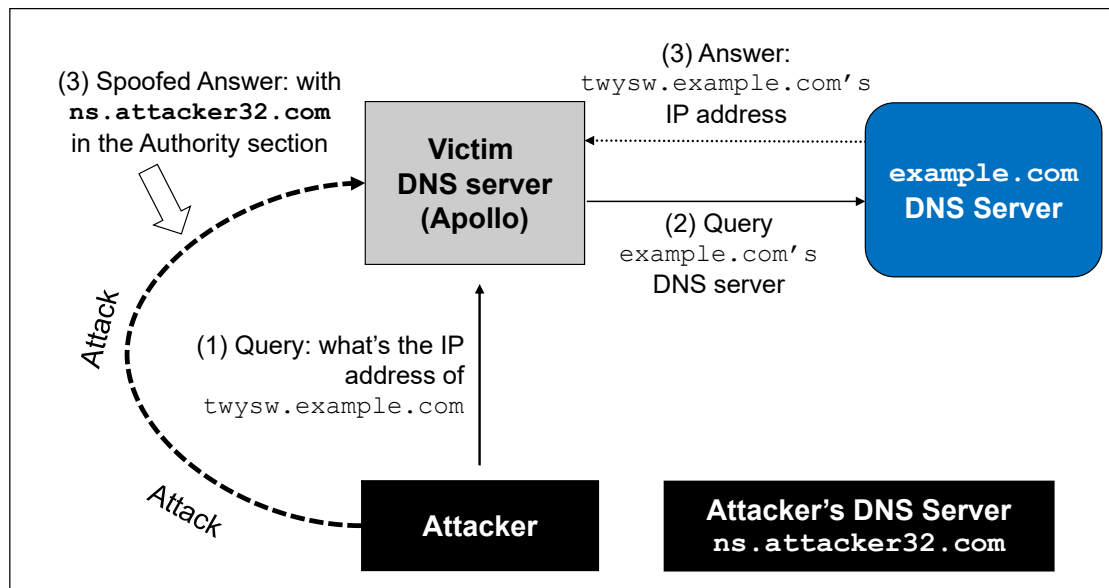 (3) Spoofed Answer: with
ns.attacker32.com
in the Authority section
(3) Answer:
twysw.example.com's
IP address
Victim
DNS server
(Apollo)
example.com
DNS Server
(2) Query
example.com's
DNS server
Attack
(1) Query: what's the IP
address of
twysw.example.com
Attack
Attacker
Attacker's DNS Server
ns.attacker32.com